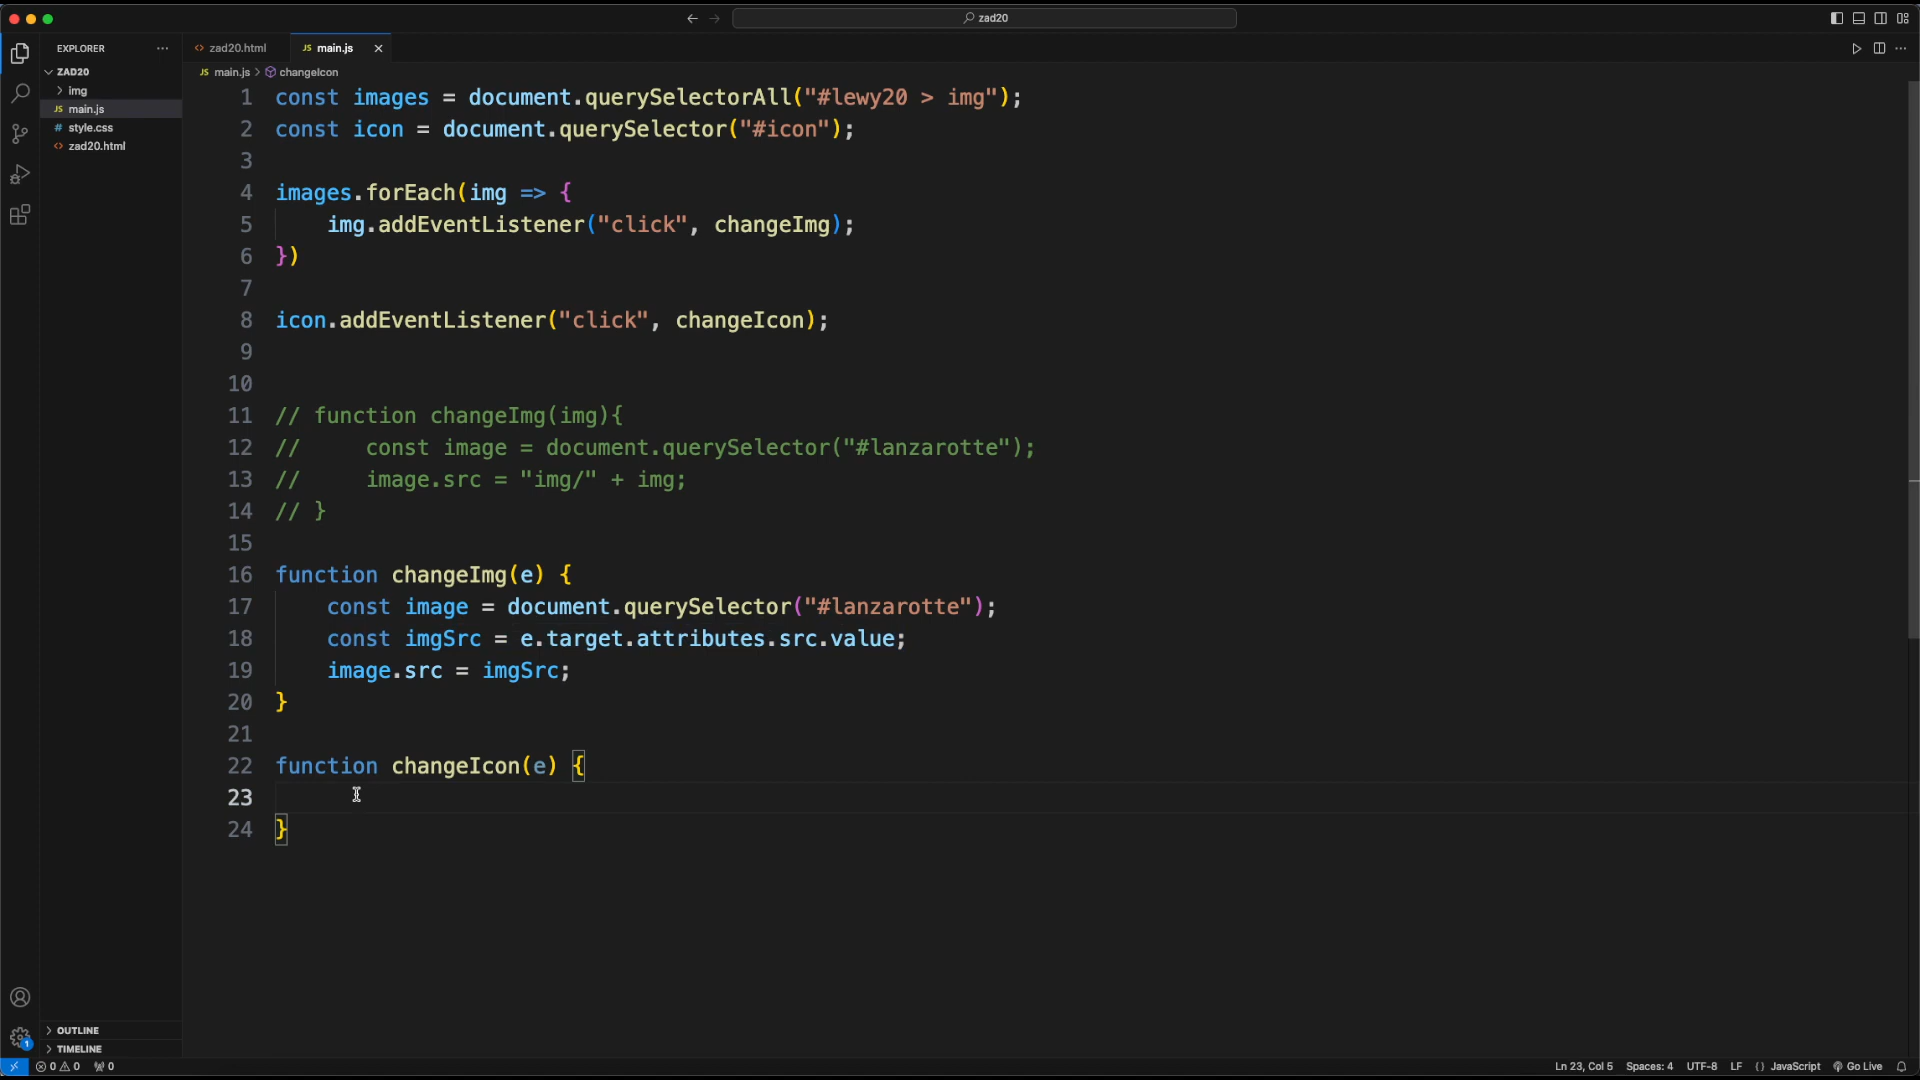 zad20
EXPLORER
zad20.html
main.js
ZAD20
img
main.js
style.css
zad20.html
main.js > changeIcon
1 const images = document.querySelectorAll("#lewy20 > img");
2 const icon = document.querySelector("#icon");
3
4 images.forEach(img => {
5 img.addEventListener("click", changeImg);
6 })
7
8 icon.addEventListener("click", changeIcon);
9
10
11 // function changeImg(img){
12 // const image = document.querySelector("#lanzarotte");
13 // image.src = "img/" + img;
14 // }
15
16 function changeImg(e) {
17 const image = document.querySelector("#lanzarotte");
18 const imgSrc = e.target.attributes.src.value;
19 image.src = imgSrc;
20 }
21
22 function changeIcon(e) {
23
24 }
OUTLINE
TIMELINE
0 0 0
Ln 23, Col 5 Spaces: 4 UTF-8 LF {} JavaScript Go Live